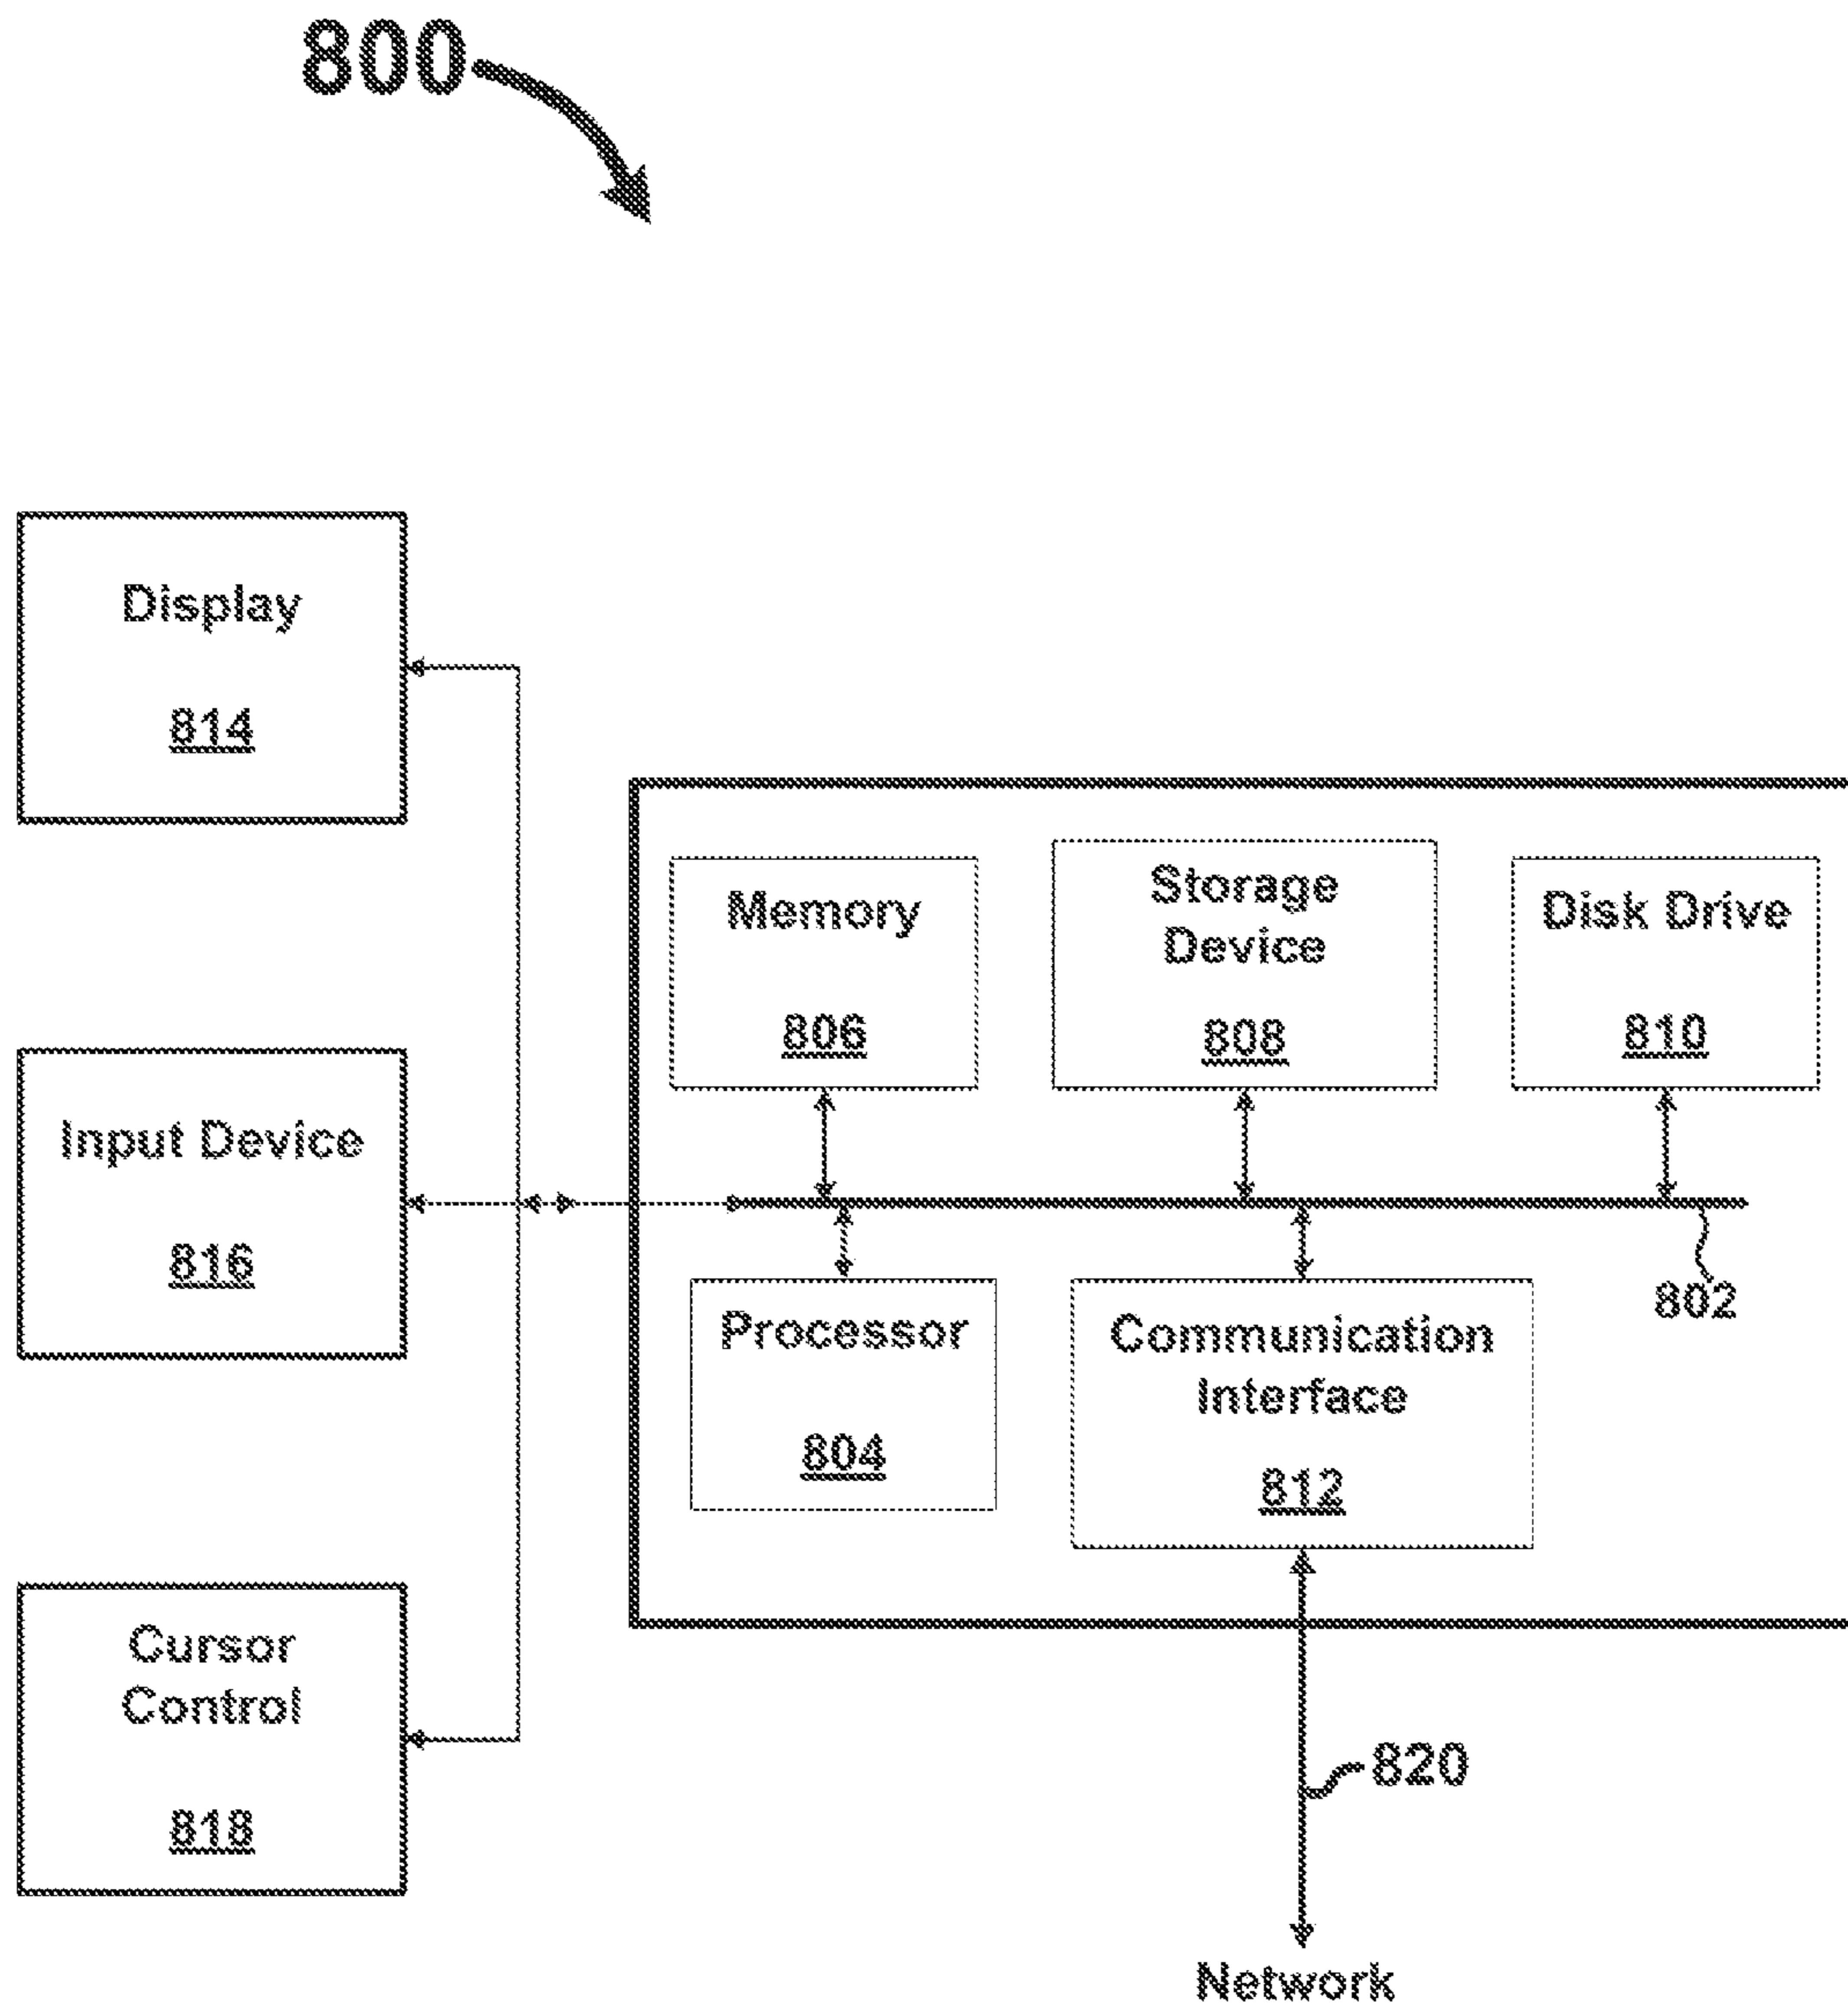 800
Display
814
Input Device
816
Cursor
Control
818
Memory
806
Storage
Device
808
Disk Drive
810
Processor
804
Communication
Interface
812
802
820
Network